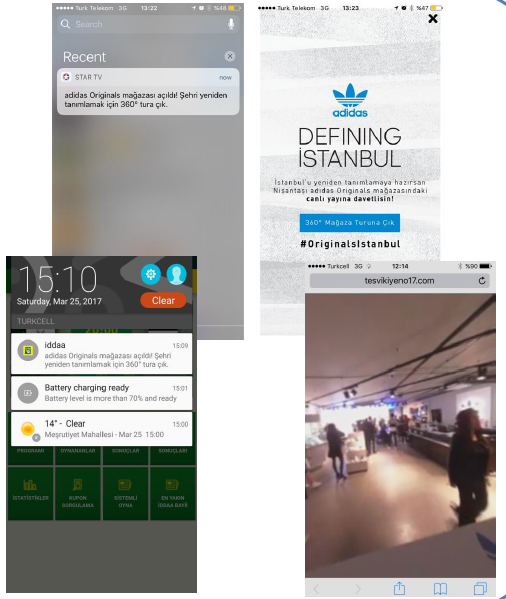 Turk Telekom 3G 13:22 %48
Search
Recent
STAR TV now
adidas Originals mağazası açıldı! Şehri yeniden
tanımlamak için 360° tura çık.
Turk Telekom 3G 13:23 %47
adidas
DEFINING
İSTANBUL
İstanbul'u yeniden tanımlamaya hazırsan
Nişantaşı adidas Originals mağazasındaki
canlı yayına davetlisin!
360° Mağaza Turuna Çık
#OriginalsIstanbul
15:10
Saturday, Mar 25, 2017
Clear
TURKCELL
20:00
iddaa 15:09
adidas Originals mağazası açıldı! Şehri
yeniden tanımlamak için 360° tura çık.
Battery charging ready 15:01
Battery level is more than 70% and ready
14° - Clear 15:00
Meşrutiyet Mahallesi - Mar 25 15:00
PROGRAMI OYNANANLAR SONUÇLAR SONUÇLARI
İSTATİSTİKLER KUPON SORGULAMA SİSTEMLİ OYNA EN YAKIN İDDAA BAYİİ
Turkcell 3G 12:14 %90
tesvikiyeno17.com